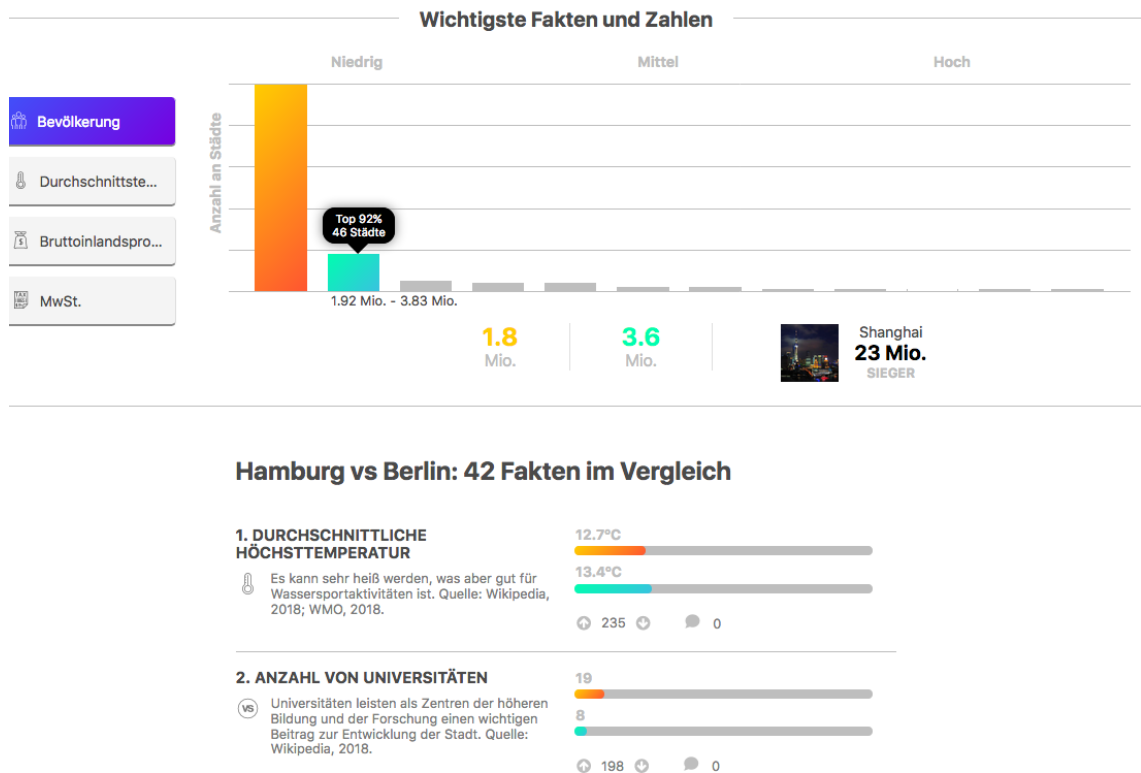 Wichtigste Fakten und Zahlen
Niedrig
Mittel
Hoch
Bevölkerung
Durchschnittste...
Bruttoinlandspro...
MwSt.
Anzahl an Städte
Top 92%
46 Städte
1.92 Mio. - 3.83 Mio.
1.8
Mio.
3.6
Mio.
Shanghai
23 Mio.
SIEGER
Hamburg vs Berlin: 42 Fakten im Vergleich
1. DURCHSCHNITTLICHE
HÖCHSTTEMPERATUR
Es kann sehr heiß werden, was aber gut für
Wassersportaktivitäten ist. Quelle: Wikipedia,
2018; WMO, 2018.
12.7°C
13.4°C
235
0
2. ANZAHL VON UNIVERSITÄTEN
VS
Universitäten leisten als Zentren der höheren
Bildung und der Forschung einen wichtigen
Beitrag zur Entwicklung der Stadt. Quelle:
Wikipedia, 2018.
19
8
198
0